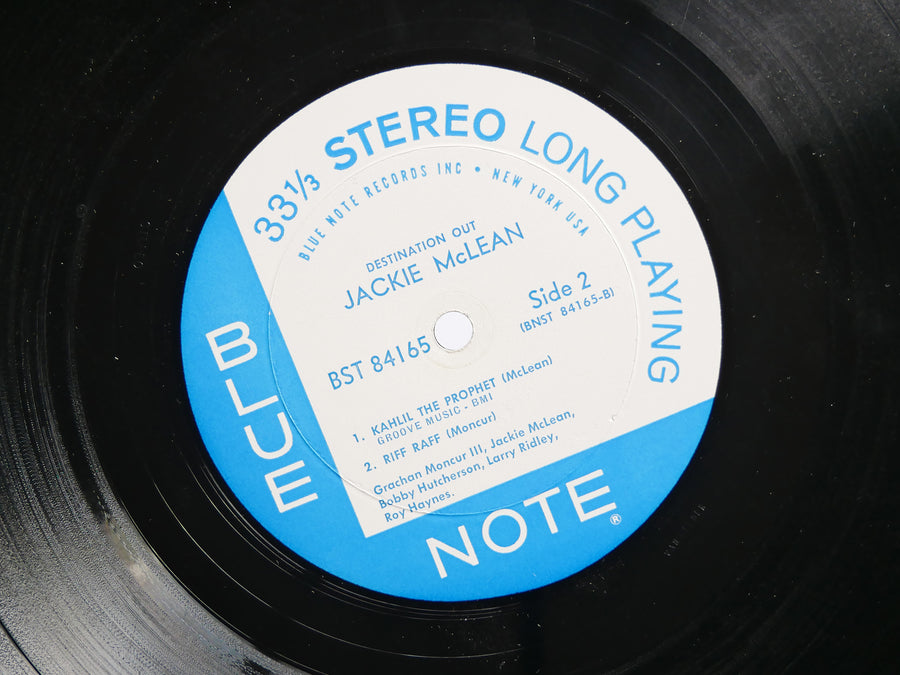 33⅓ STEREO LONG PLAYING
BLUE NOTE RECORDS INC • NEW YORK USA
DESTINATION OUT
JACKIE McLEAN
Side 2
(BNST 84165-B)
BST 84165
1. KAHLIL THE PROPHET (McLean)
GROOVE MUSIC - BMI
2. RIFF RAFF (Moncur)
Grachan Moncur III, Jackie McLean,
Bobby Hutcherson, Larry Ridley,
Roy Haynes.
BLUE
NOTE®